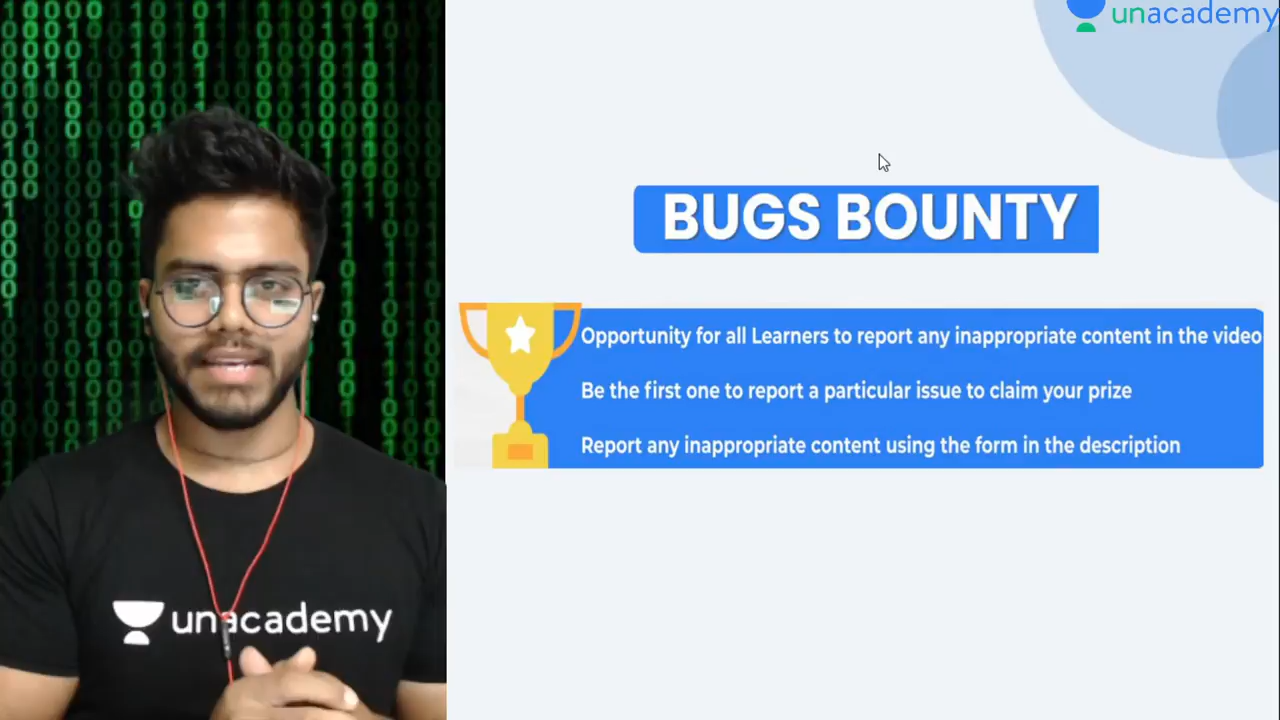 unacademy
BUGS BOUNTY
Opportunity for all Learners to report any inappropriate content in the video
Be the first one to report a particular issue to claim your prize
Report any inappropriate content using the form in the description
unacademy